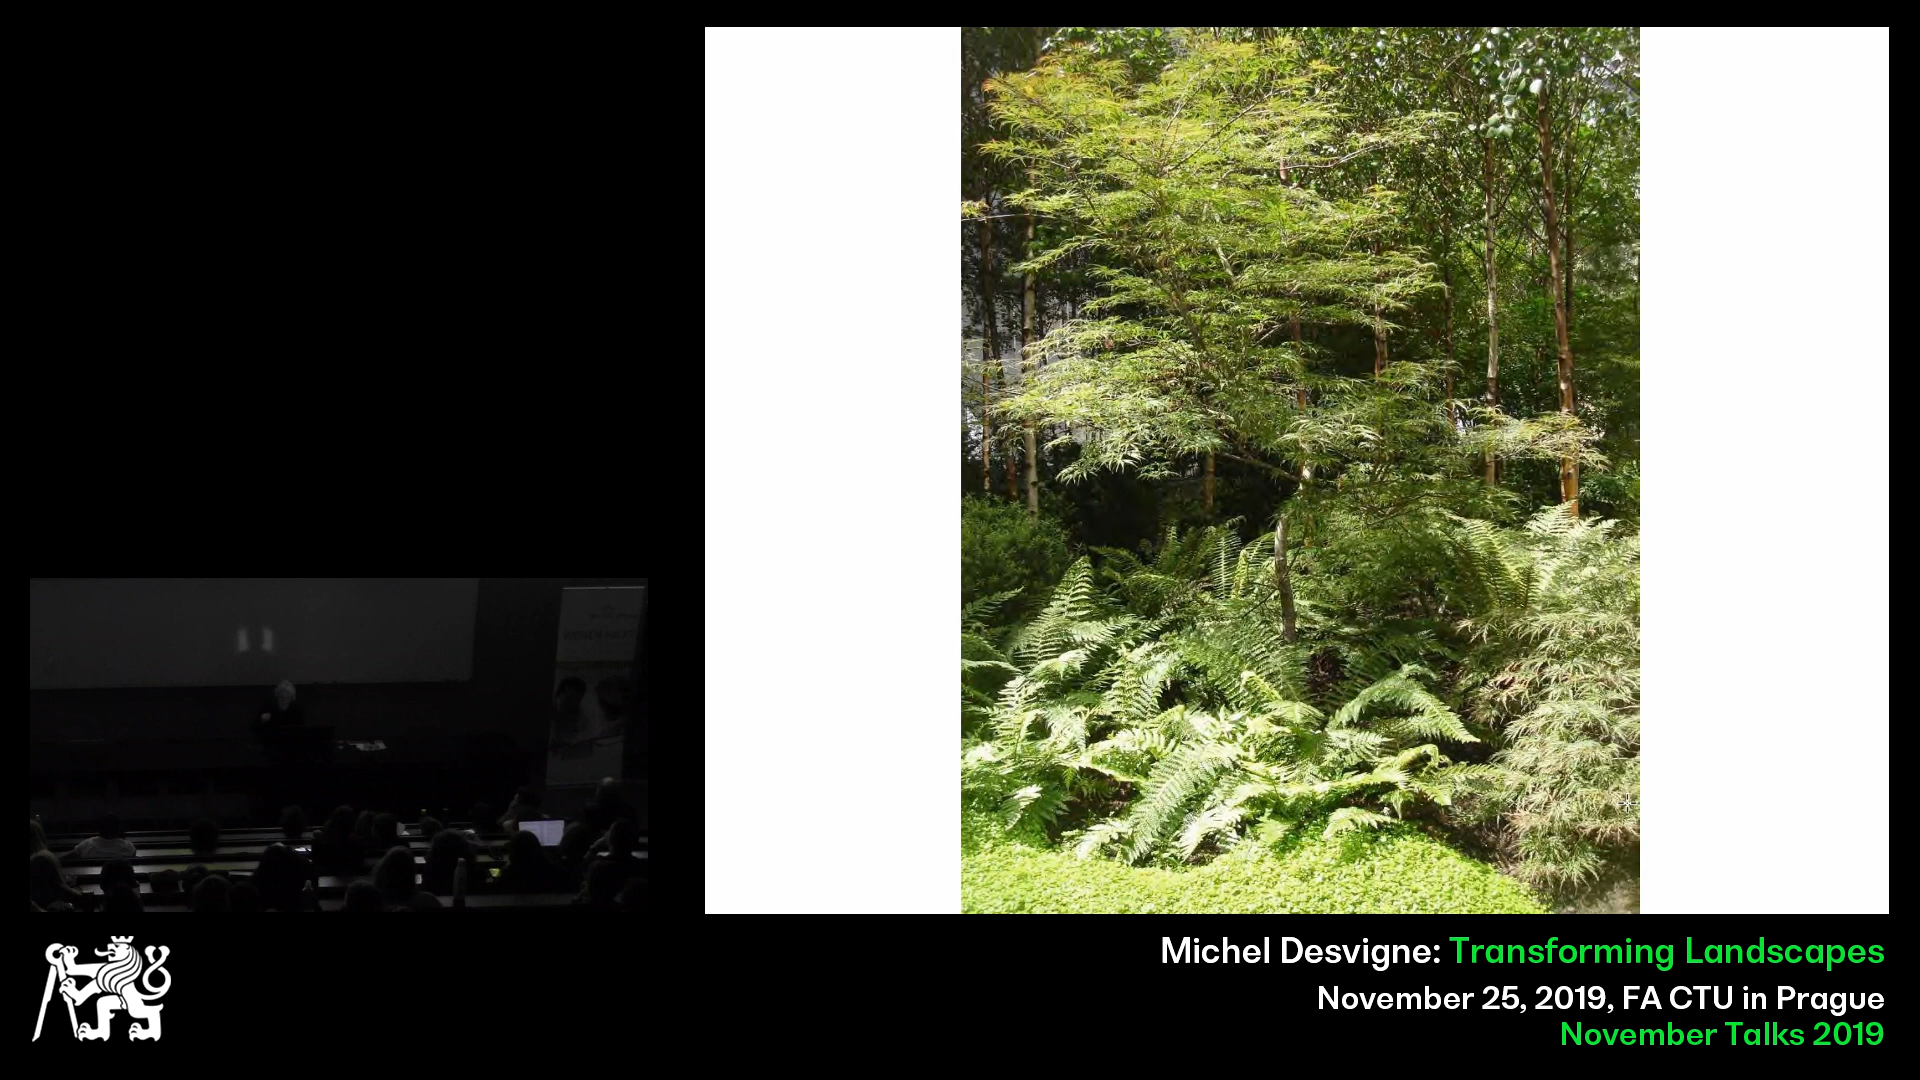 Michel Desvigne: Transforming Landscapes
November 25, 2019, FA CTU in Prague
November Talks 2019